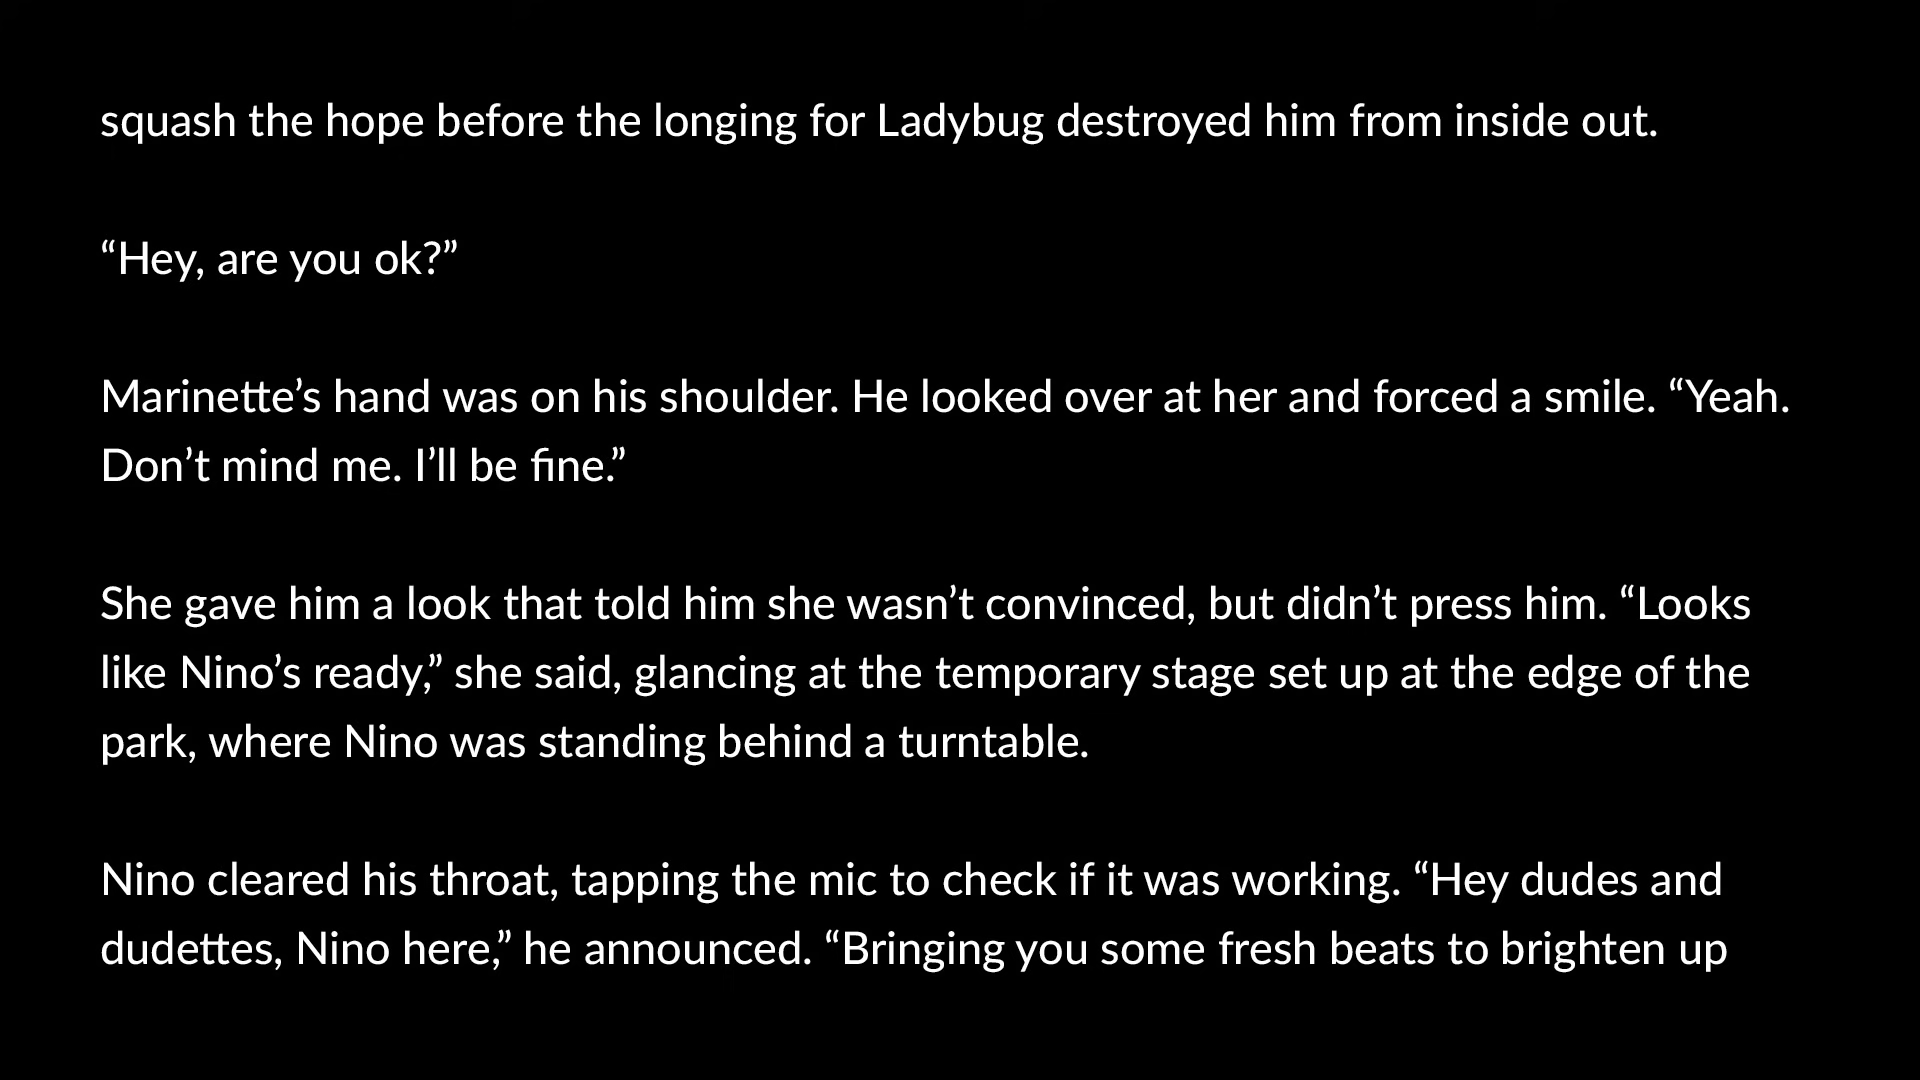 squash the hope before the longing for Ladybug destroyed him from inside out.
“Hey, are you ok?”
Marinette’s hand was on his shoulder. He looked over at her and forced a smile. “Yeah.
Don’t mind me. I’ll be fine.”
She gave him a look that told him she wasn’t convinced, but didn’t press him. “Looks
like Nino’s ready,” she said, glancing at the temporary stage set up at the edge of the
park, where Nino was standing behind a turntable.
Nino cleared his throat, tapping the mic to check if it was working. “Hey dudes and
dudettes, Nino here,” he announced. “Bringing you some fresh beats to brighten up